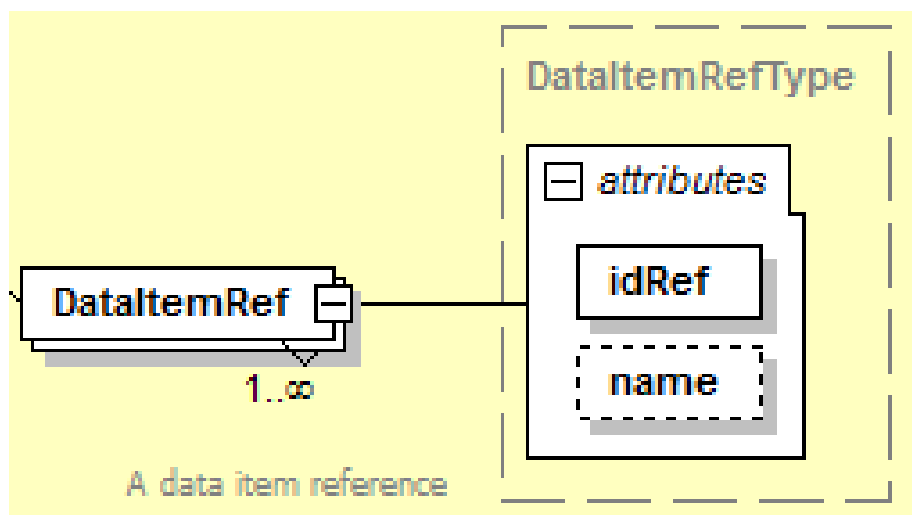 DataItemRefType
attributes
idRef
DataItemRef
name
1..∞
A data item reference